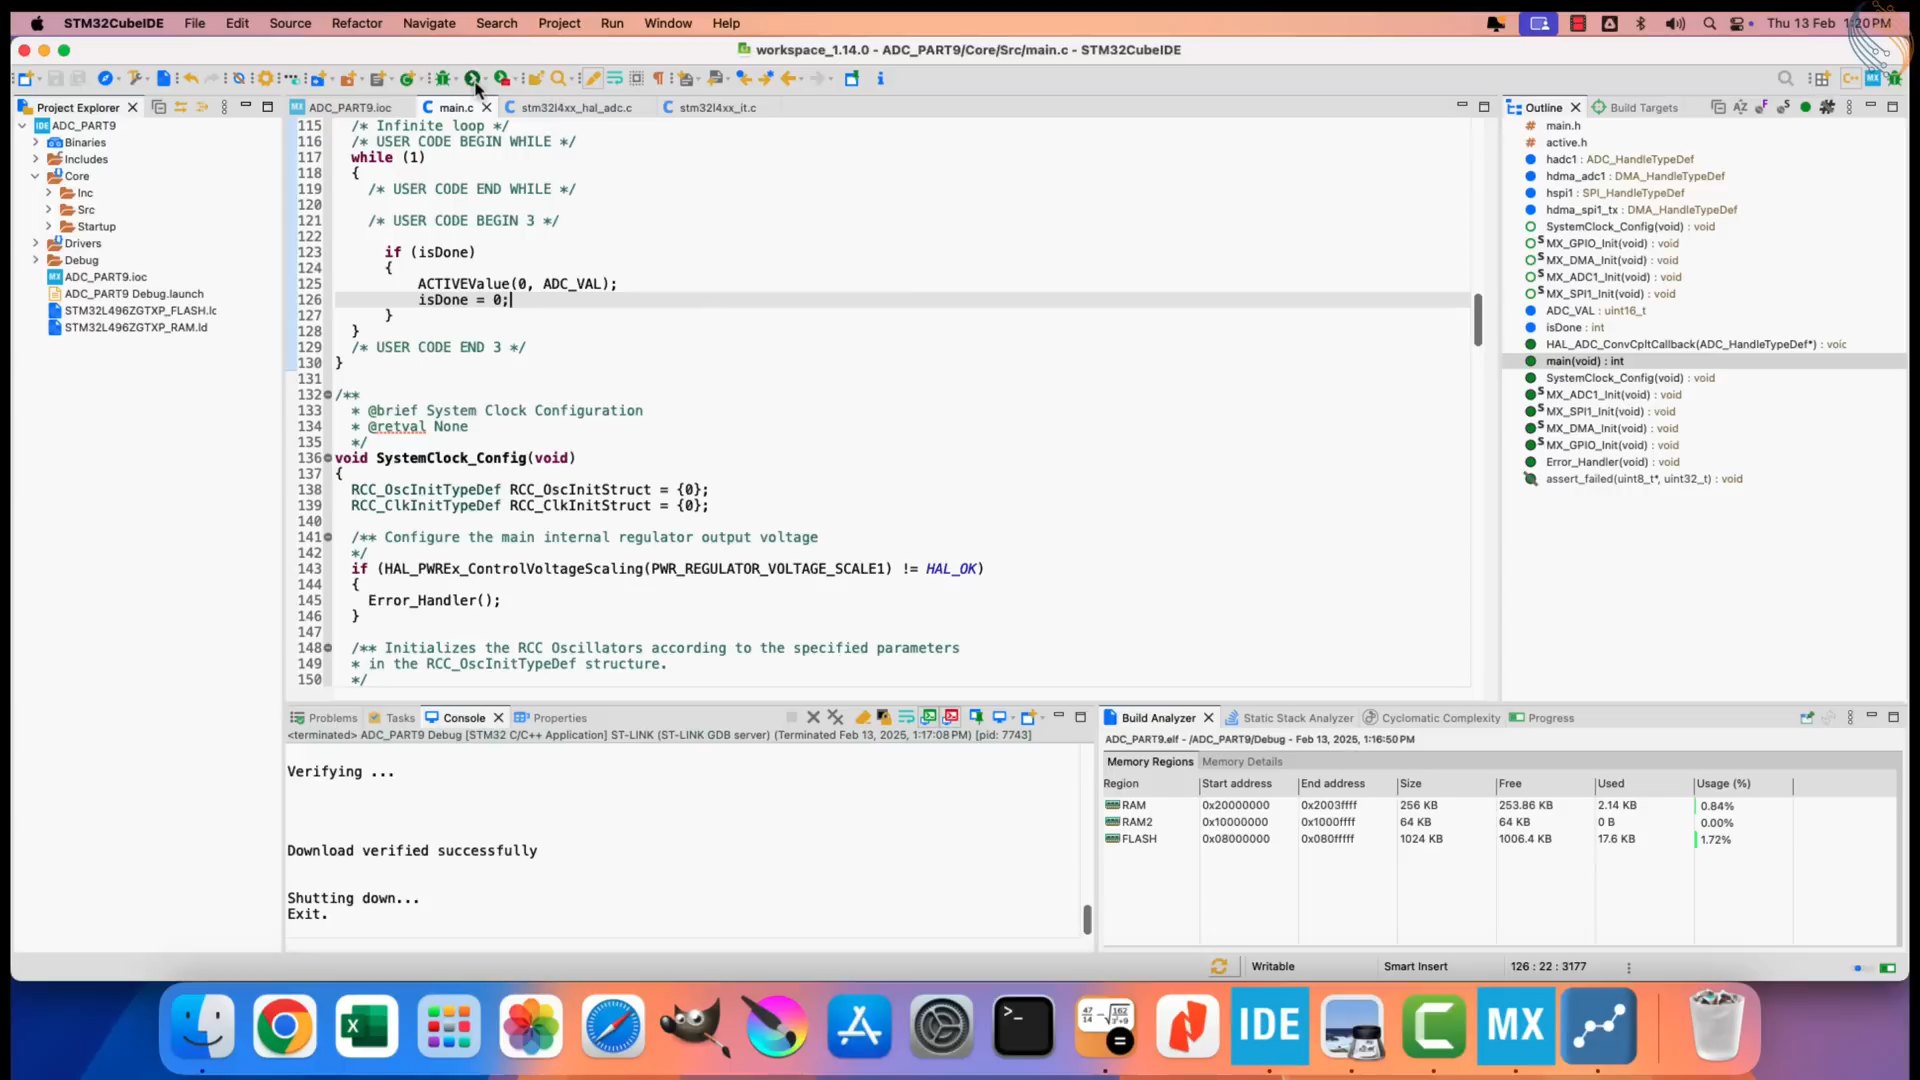 STM32CubeIDE File Edit Source Refactor Navigate Search Project Run Window Help Thu 13 Feb 1:20 PM
workspace_1.14.0 - ADC_PART9/Core/Src/main.c - STM32CubeIDE
Project Explorer
ADC_PART9
Binaries
Includes
Core
Inc
Src
Startup
Drivers
Debug
ADC_PART9.ioc
ADC_PART9 Debug.launch
STM32L496ZGTXP_FLASH.lc
STM32L496ZGTXP_RAM.ld
ADC_PART9.ioc main.c stm32l4xx_hal_adc.c stm32l4xx_it.c
115 /* Infinite loop */
116 /* USER CODE BEGIN WHILE */
117 while (1)
118 {
119 /* USER CODE END WHILE */
120
121 /* USER CODE BEGIN 3 */
122
123 if (isDone)
124 {
125 ACTIVEValue(0, ADC_VAL);
126 isDone = 0;
127 }
128 }
129 /* USER CODE END 3 */
130 }
131
132 /**
133 * @brief System Clock Configuration
134 * @retval None
135 */
136 void SystemClock_Config(void)
137 {
138 RCC_OscInitTypeDef RCC_OscInitStruct = {0};
139 RCC_ClkInitTypeDef RCC_ClkInitStruct = {0};
140
141 /** Configure the main internal regulator output voltage
142 */
143 if (HAL_PWREx_ControlVoltageScaling(PWR_REGULATOR_VOLTAGE_SCALE1) != HAL_OK)
144 {
145 Error_Handler();
146 }
147
148 /** Initializes the RCC Oscillators according to the specified parameters
149 * in the RCC_OscInitTypeDef structure.
150 */
Outline Build Targets
main.h
active.h
hadc1 : ADC_HandleTypeDef
hdma_adc1 : DMA_HandleTypeDef
hspi1 : SPI_HandleTypeDef
hdma_spi1_tx : DMA_HandleTypeDef
SystemClock_Config(void) : void
MX_GPIO_Init(void) : void
MX_DMA_Init(void) : void
MX_ADC1_Init(void) : void
MX_SPI1_Init(void) : void
ADC_VAL : uint16_t
isDone : int
HAL_ADC_ConvCpltCallback(ADC_HandleTypeDef*) : voic
main(void) : int
SystemClock_Config(void) : void
MX_ADC1_Init(void) : void
MX_SPI1_Init(void) : void
MX_DMA_Init(void) : void
MX_GPIO_Init(void) : void
Error_Handler(void) : void
assert_failed(uint8_t*, uint32_t) : void
Problems Tasks Console Properties
<terminated> ADC_PART9 Debug [STM32 C/C++ Application] ST-LINK (ST-LINK GDB server) (Terminated Feb 13, 2025, 1:17:08 PM) [pid: 7743]
Verifying ...
Download verified successfully
Shutting down...
Exit.
Build Analyzer Static Stack Analyzer Cyclomatic Complexity Progress
ADC_PART9.elf - /ADC_PART9/Debug - Feb 13, 2025, 1:16:50 PM
Memory Regions Memory Details
Region Start address End address Size Free Used Usage (%)
RAM 0x20000000 0x2003ffff 256 KB 253.86 KB 2.14 KB 0.84%
RAM2 0x10000000 0x1000ffff 64 KB 64 KB 0 B 0.00%
FLASH 0x08000000 0x080fffff 1024 KB 1006.4 KB 17.6 KB 1.72%
Writable Smart Insert 126 : 22 : 3177
IDE MX